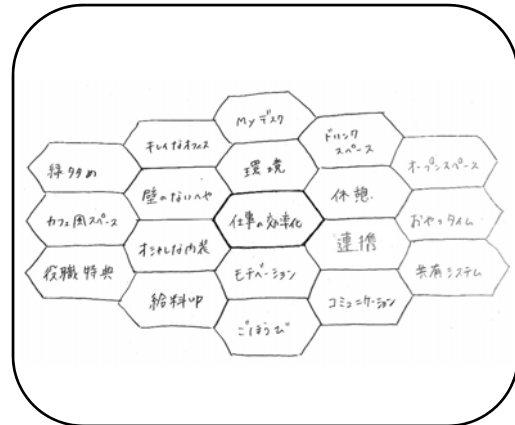 Myデスク
キレイなオフィス
ドリンク
スペース
緑多め
環境
オープンスペース
壁のないへや
休憩
カフェ風スペース
仕事の効率化
おやつタイム
オシャレな内装
連携
役職特典
モチベーション
共有システム
給料up
コミュニケーション
ごほうび